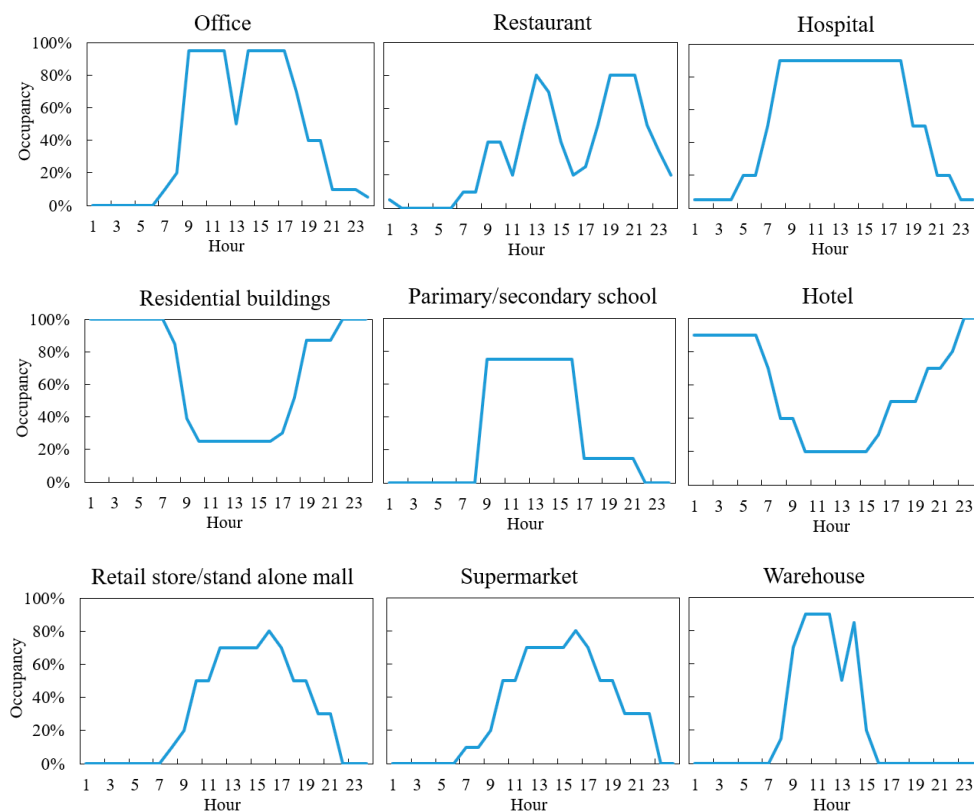 Office
Restaurant
Hospital
100%
80%
60%
40%
20%
0%
Occupancy
1 3 5 7 9 11 13 15 17 19 21 23
1 3 5 7 9 11 13 15 17 19 21 23
1 3 5 7 9 11 13 15 17 19 21 23
Hour
Hour
Hour
Residential buildings
Parimary/secondary school
Hotel
100%
80%
60%
40%
20%
0%
Occupancy
1 3 5 7 9 11 13 15 17 19 21 23
1 3 5 7 9 11 13 15 17 19 21 23
1 3 5 7 9 11 13 15 17 19 21 23
Hour
Hour
Hour
Retail store/stand alone mall
Supermarket
Warehouse
100%
80%
60%
40%
20%
0%
Occupancy
1 3 5 7 9 11 13 15 17 19 21 23
1 3 5 7 9 11 13 15 17 19 21 23
1 3 5 7 9 11 13 15 17 19 21 23
Hour
Hour
Hour